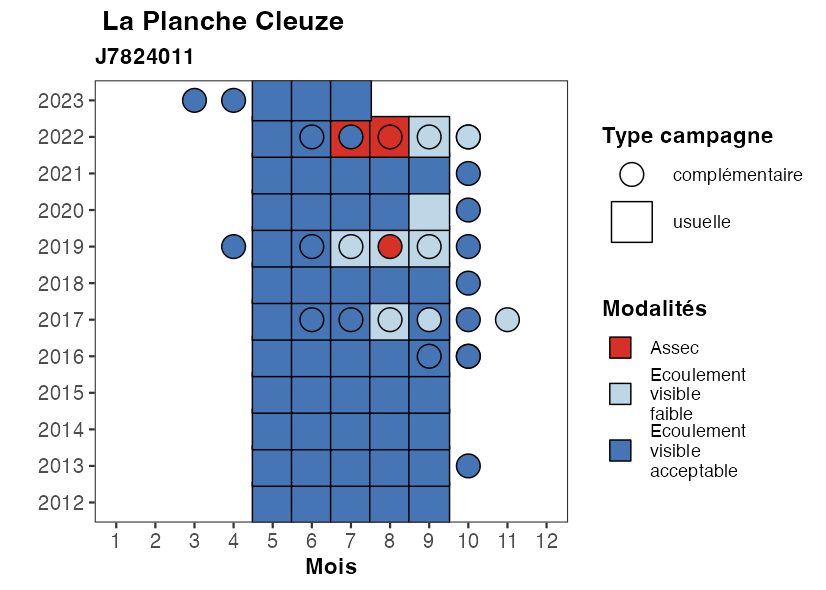 La Planche Cleuze
J7824011
2023
2022
2021
2020
2019
2018
2017
2016
2015
2014
2013
2012
1 2 3 4 5 6 7 8 9 10 11 12
Mois
Type campagne
complémentaire
usuelle
Modalités
Assec
Ecoulement
visible
faible
Ecoulement
visible
acceptable